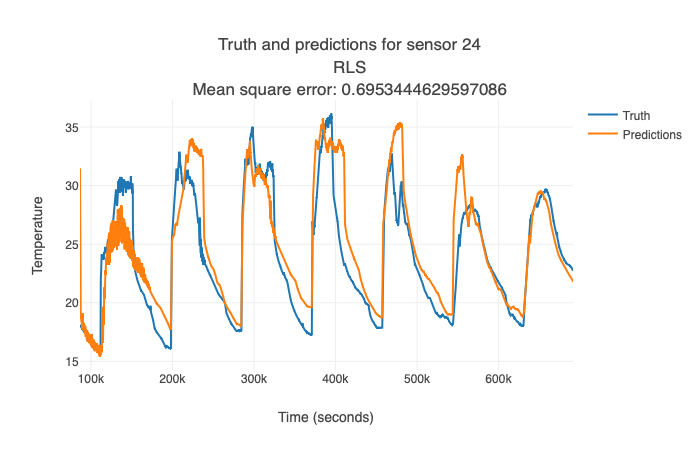 Truth and predictions for sensor 24
RLS
Mean square error: 0.6953444629597086
Truth
Predictions
35
30
25
20
15
Temperature
100k
200k
300k
400k
500k
600k
Time (seconds)